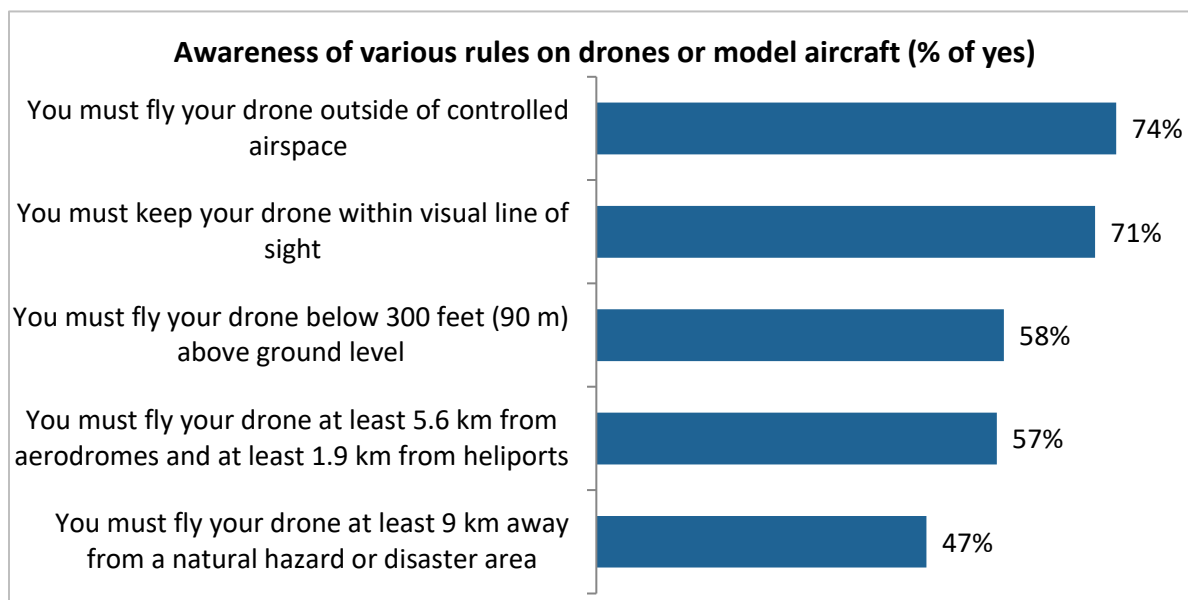 Awareness of various rules on drones or model aircraft (% of yes)
You must fly your drone outside of controlled
airspace
74%
You must keep your drone within visual line of
sight
71%
You must fly your drone below 300 feet (90 m)
above ground level
58%
You must fly your drone at least 5.6 km from
aerodromes and at least 1.9 km from heliports
57%
You must fly your drone at least 9 km away
from a natural hazard or disaster area
47%